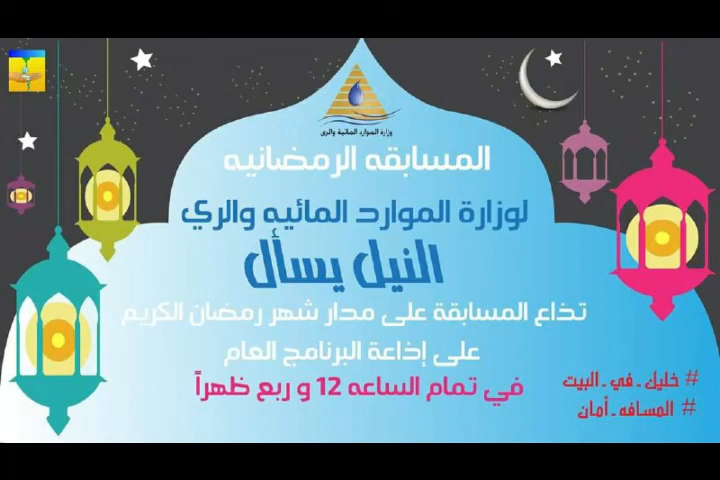 وزارة الموارد المائية والري
المسابقه الرمضانيه
لوزارة الموارد المائيه والري
النيل يسأل
تذاع المسابقة على مدار شهر رمضان الكريم
على إذاعة البرنامج العام
في تمام الساعه 12 و ربع ظهراً
# خليك ـ في ـ البيت
# المسافه ـ أمان